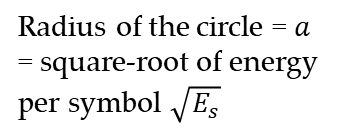 Radius of the circle = a
= square-root of energy
per symbol √Eₛ